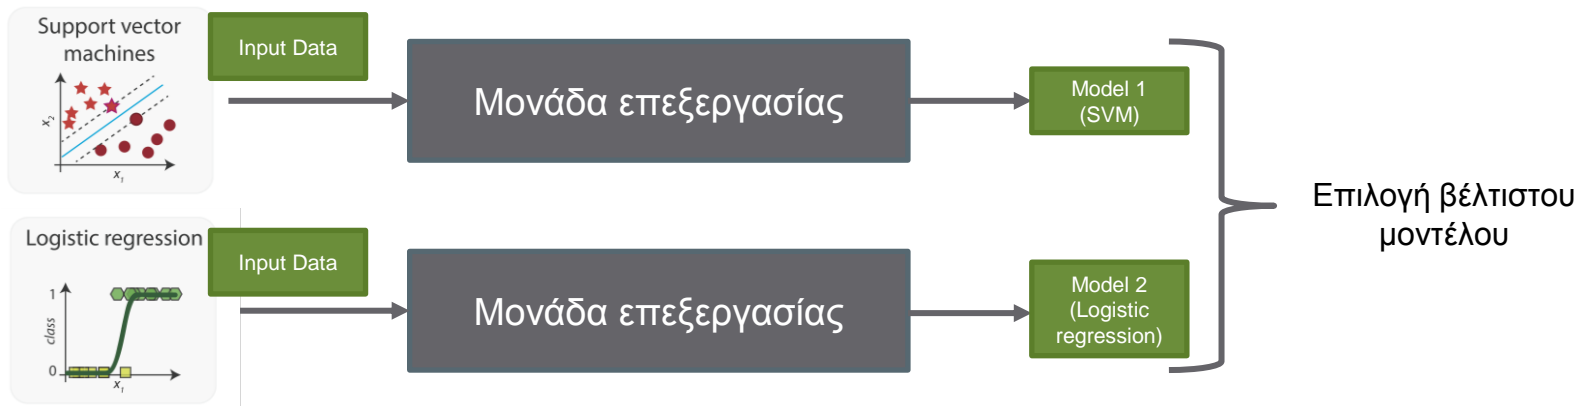 Support vector
machines
x2
x1
Input Data
Μονάδα επεξεργασίας
Model 1
(SVM)
Logistic regression
1
class
0
x1
Input Data
Μονάδα επεξεργασίας
Model 2
(Logistic
regression)
Επιλογή βέλτιστου
μοντέλου